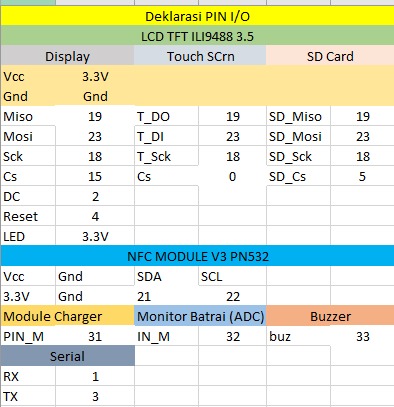 Deklarasi PIN I/O
LCD TFT ILI9488 3.5
Display Touch SCrn SD Card
Vcc 3.3V
Gnd Gnd
Miso 19 T_DO 19 SD_Miso 19
Mosi 23 T_DI 23 SD_Mosi 23
Sck 18 T_Sck 18 SD_Sck 18
Cs 15 Cs 0 SD_Cs 5
DC 2
Reset 4
LED 3.3V
NFC MODULE V3 PN532
Vcc Gnd SDA SCL
3.3V Gnd 21 22
Module Charger Monitor Batrai (ADC) Buzzer
PIN_M 31 IN_M 32 buz 33
Serial
RX 1
TX 3